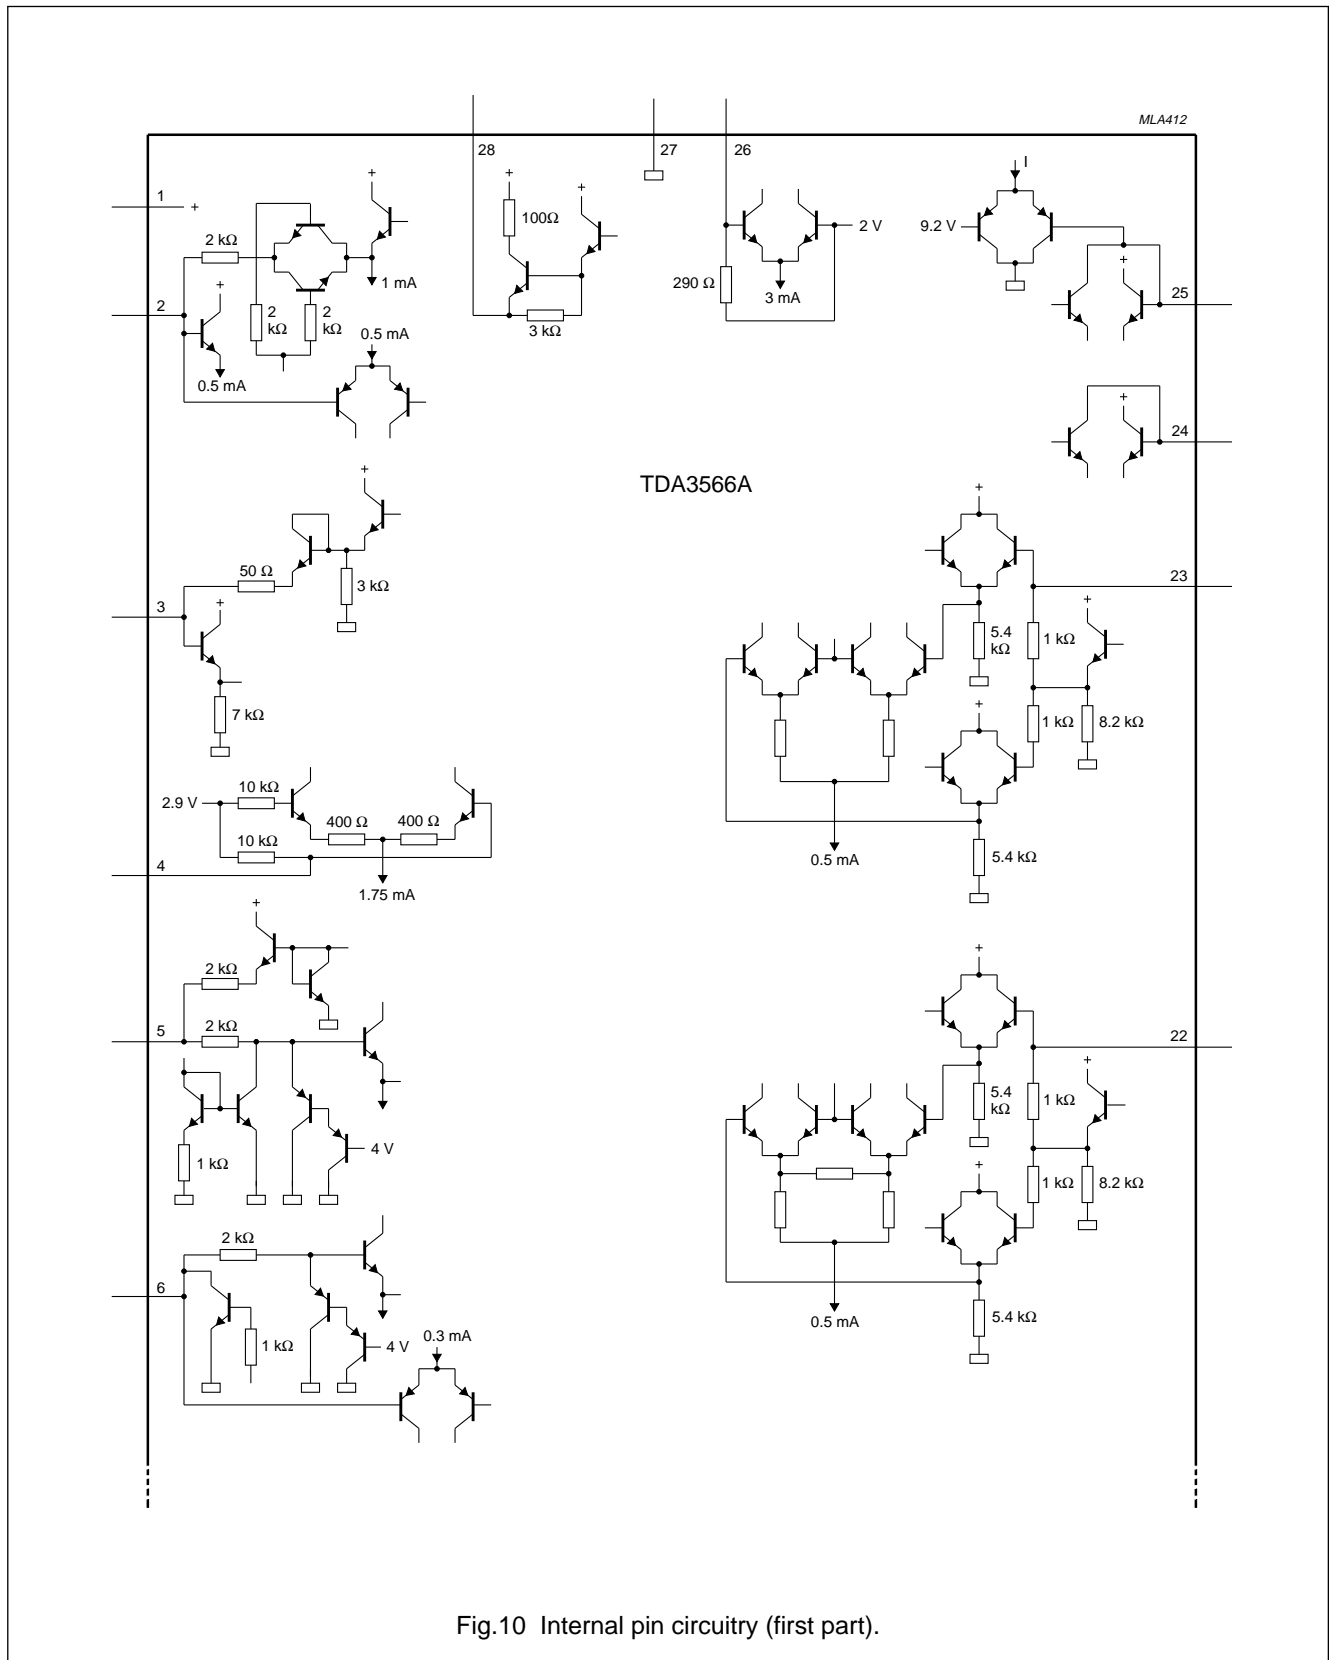 MLA412
28
27
26
I
1
+
+
+
+
100Ω
2 V
9.2 V
2 kΩ
1 mA
290 Ω
3 mA
+
25
2
+
2
kΩ
2
kΩ
3 kΩ
0.5 mA
0.5 mA
+
24
TDA3566A
+
+
50 Ω
3 kΩ
23
3
+
+
5.4
kΩ
1 kΩ
7 kΩ
+
1 kΩ
8.2 kΩ
2.9 V
10 kΩ
400 Ω
400 Ω
10 kΩ
0.5 mA
5.4 kΩ
4
1.75 mA
+
+
2 kΩ
5
2 kΩ
22
+
5.4
kΩ
1 kΩ
4 V
1 kΩ
+
1 kΩ
8.2 kΩ
2 kΩ
6
1 kΩ
4 V
0.3 mA
0.5 mA
5.4 kΩ
Fig.10 Internal pin circuitry (first part).